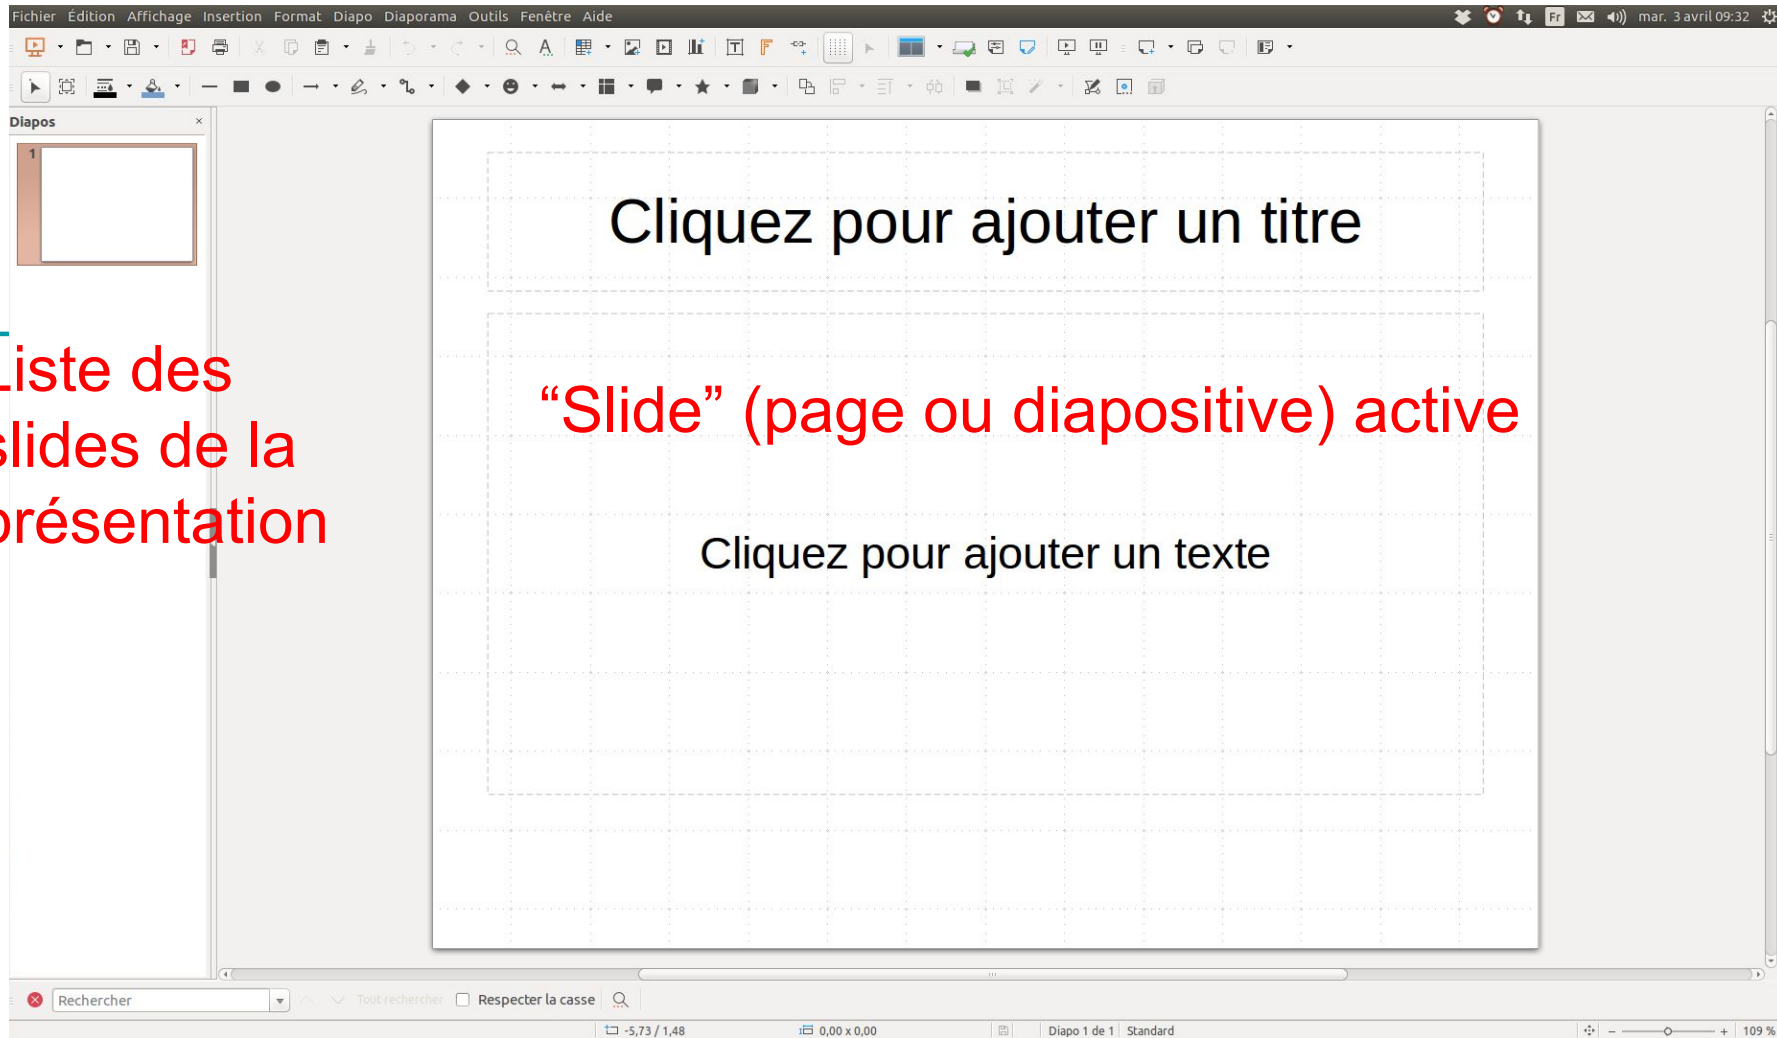 Fichier Édition Affichage Insertion Format Diapo Diaporama Outils Fenêtre Aide
Fr mar. 3 avril 09:32
Diapos
1
Cliquez pour ajouter un titre
Liste des
slides de la
présentation
“Slide” (page ou diapositive) active
Cliquez pour ajouter un texte
Rechercher Tout rechercher Respecter la casse
-5,73 / 1,48 0,00 x 0,00 Diapo 1 de 1 Standard 109 %